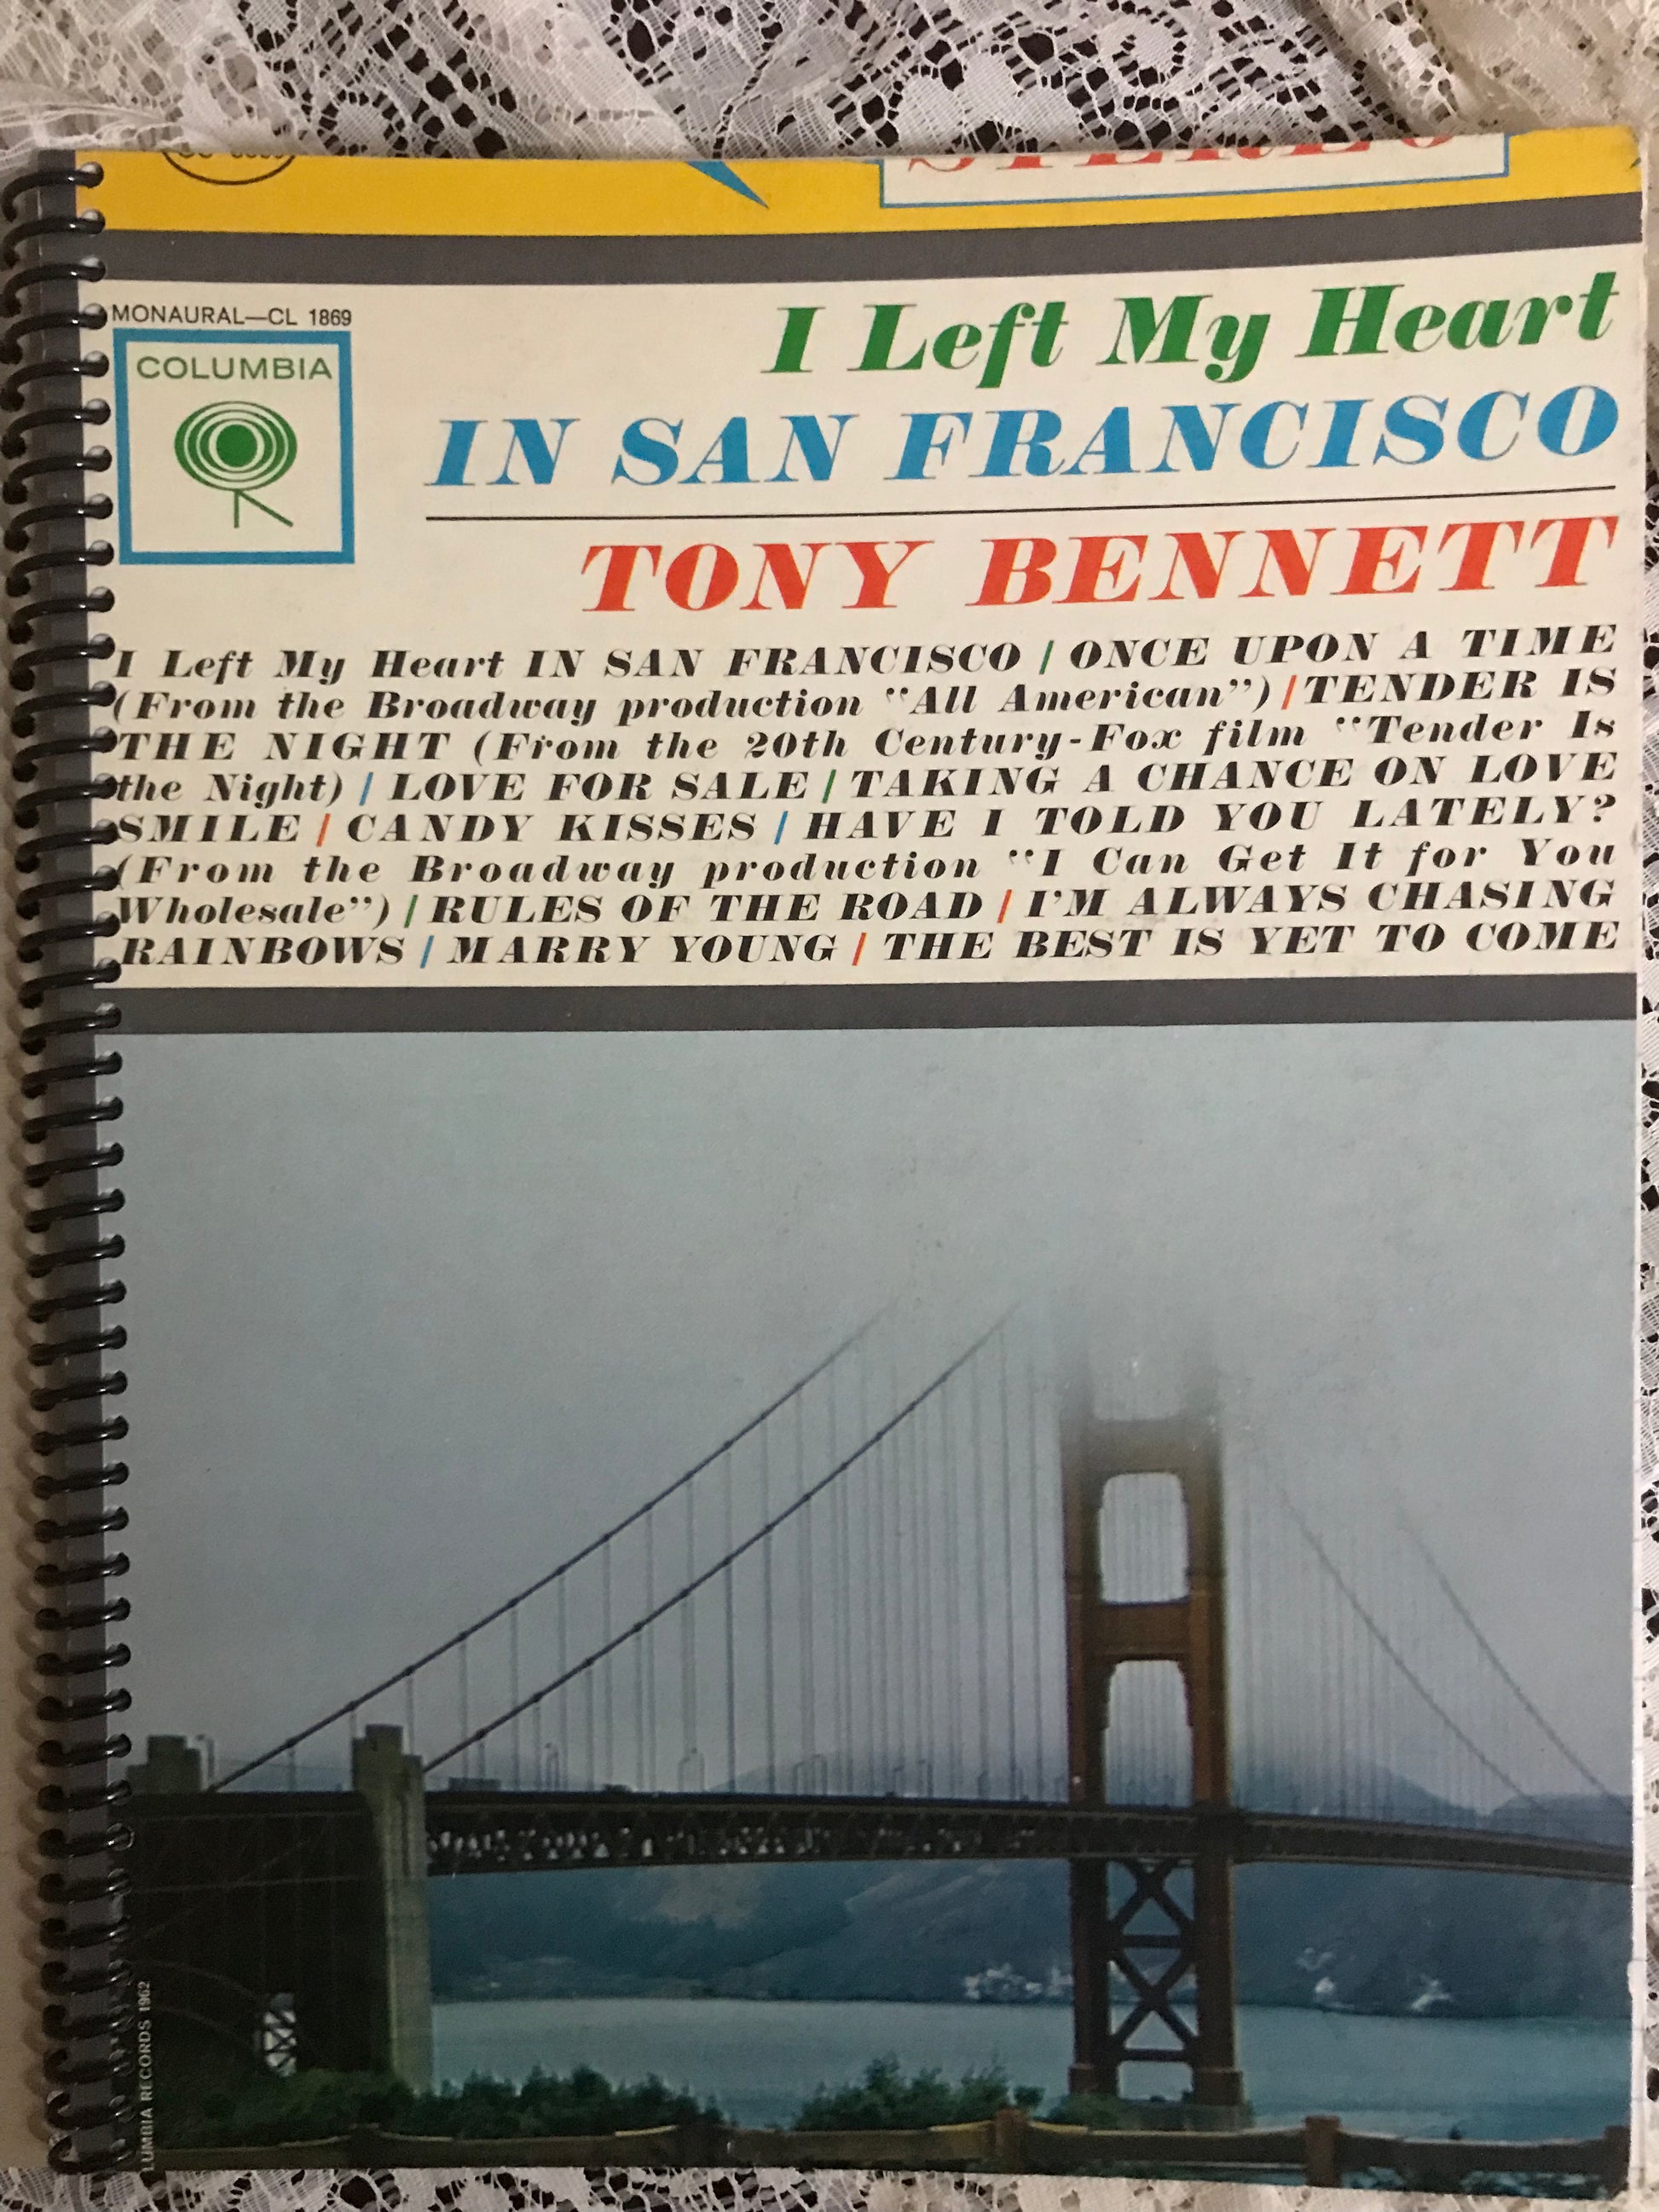 STEREO
MONAURAL—CL 1869
COLUMBIA
I Left My Heart
IN SAN FRANCISCO
TONY BENNETT
I Left My Heart IN SAN FRANCISCO / ONCE UPON A TIME
(From the Broadway production "All American") / TENDER IS
THE NIGHT (From the 20th Century-Fox film "Tender Is
the Night) / LOVE FOR SALE / TAKING A CHANCE ON LOVE
SMILE / CANDY KISSES / HAVE I TOLD YOU LATELY?
(From the Broadway production "I Can Get It for You
Wholesale") / RULES OF THE ROAD / I'M ALWAYS CHASING
RAINBOWS / MARRY YOUNG / THE BEST IS YET TO COME
LUMBIA RECORDS 1962